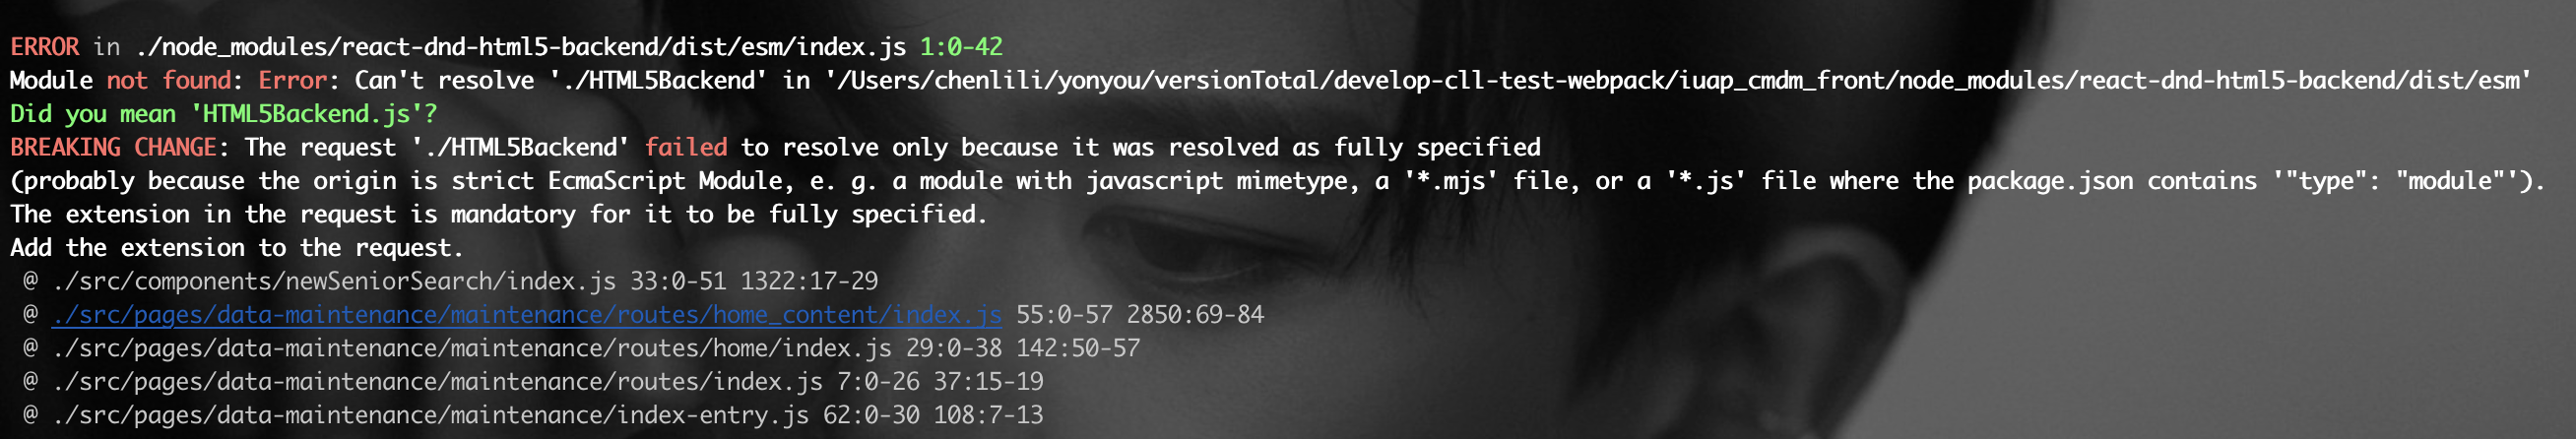 ERROR in ./node_modules/react-dnd-html5-backend/dist/esm/index.js 1:0-42
Module not found: Error: Can't resolve './HTML5Backend' in '/Users/chenlili/yonyou/versionTotal/develop-cll-test-webpack/iuap_cmdm_front/node_modules/react-dnd-html5-backend/dist/esm'
Did you mean 'HTML5Backend.js'?
BREAKING CHANGE: The request './HTML5Backend' failed to resolve only because it was resolved as fully specified
(probably because the origin is strict EcmaScript Module, e. g. a module with javascript mimetype, a '*.mjs' file, or a '*.js' file where the package.json contains '"type": "module"').
The extension in the request is mandatory for it to be fully specified.
Add the extension to the request.
 @ ./src/components/newSeniorSearch/index.js 33:0-51 1322:17-29
 @ ./src/pages/data-maintenance/maintenance/routes/home_content/index.js 55:0-57 2850:69-84
 @ ./src/pages/data-maintenance/maintenance/routes/home/index.js 29:0-38 142:50-57
 @ ./src/pages/data-maintenance/maintenance/routes/index.js 7:0-26 37:15-19
 @ ./src/pages/data-maintenance/maintenance/index-entry.js 62:0-30 108:7-13